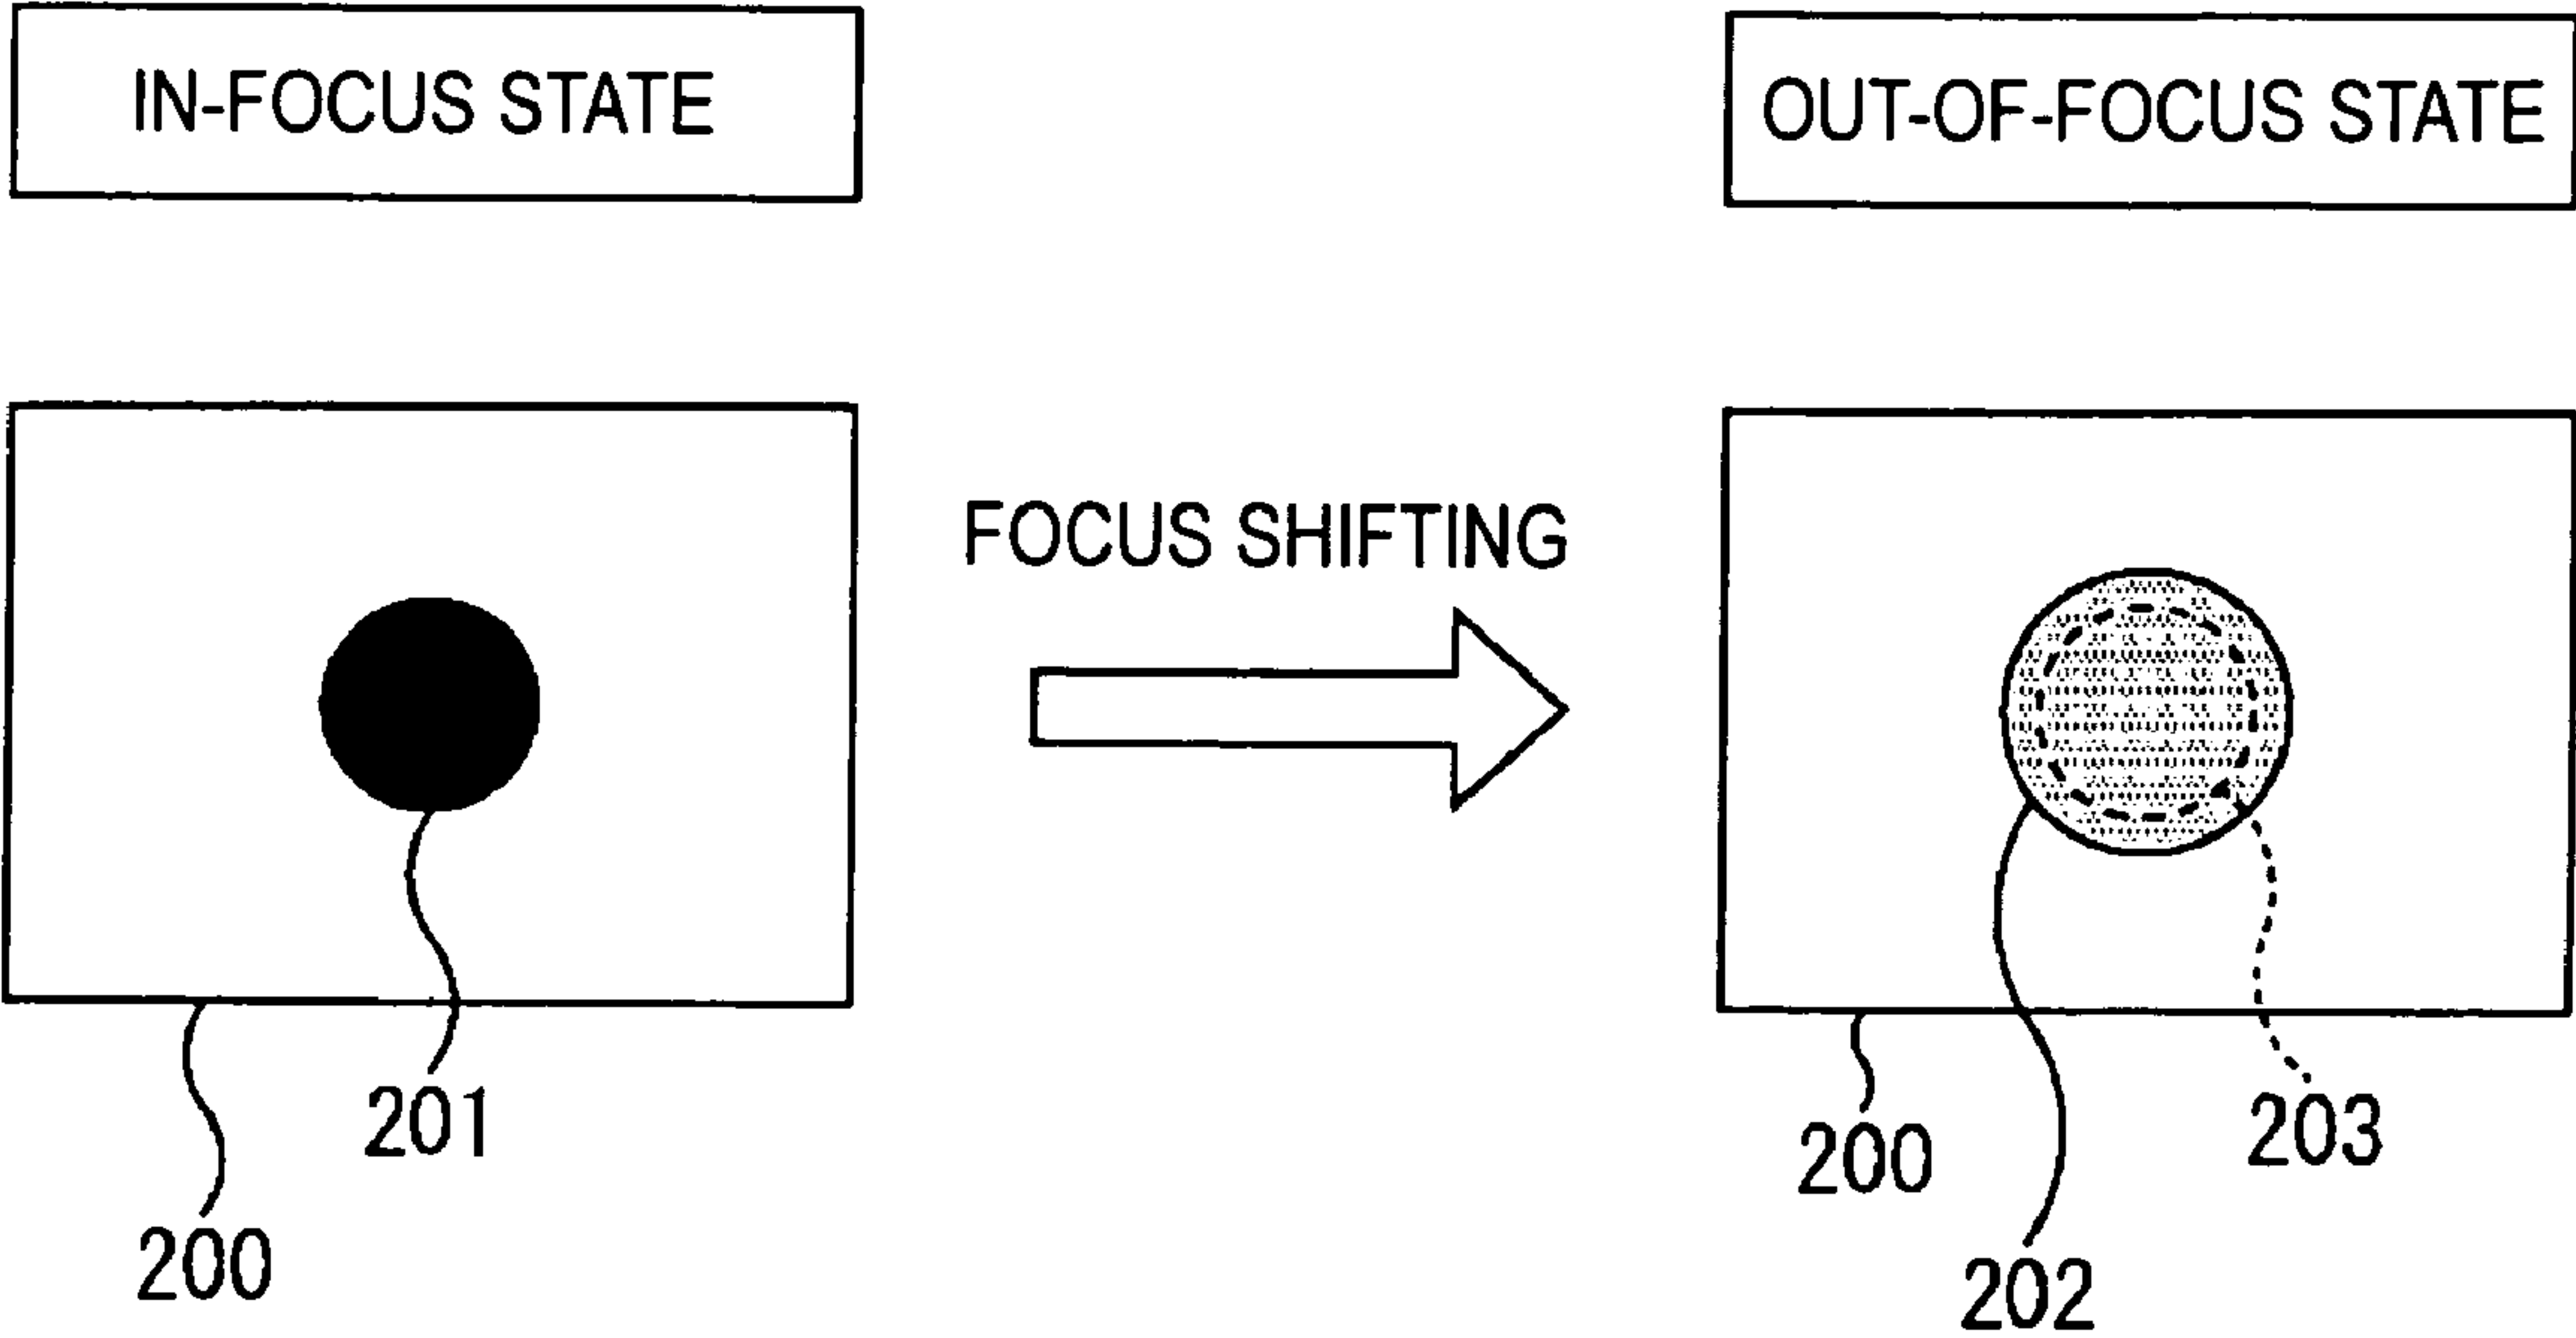 IN-FOCUS STATE
OUT-OF-FOCUS STATE
FOCUS SHIFTING
201
200
200
203
202